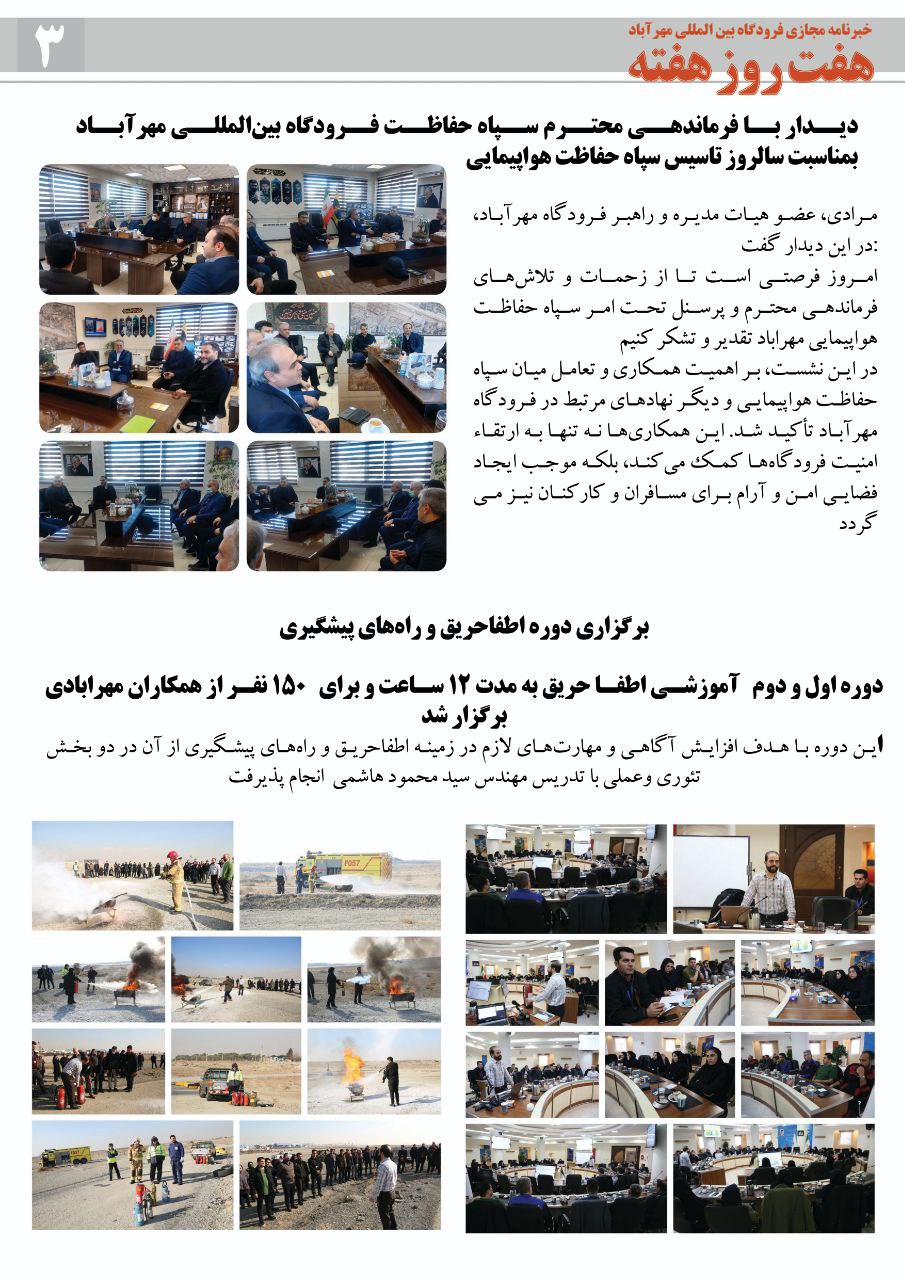 خبرنامه مجازی فرودگاه بین المللی مهرآباد
هفت روز هفته
۳
دیدار با فرماندهی محترم سپاه حفاظت فرودگاه بین‌المللی مهرآباد
بمناسبت سالروز تاسیس سپاه حفاظت هواپیمایی
مرادی، عضو هیات مدیره و راهبر فرودگاه مهرآباد،
:در این دیدار گفت
امروز فرصتی است تا از زحمات و تلاش‌های
فرماندهی محترم و پرسنل تحت امر سپاه حفاظت
هواپیمایی مهراباد تقدیر و تشکر کنیم
در این نشست، بر اهمیت همکاری و تعامل میان سپاه
حفاظت هواپیمایی و دیگر نهادهای مرتبط در فرودگاه
مهرآباد تأکید شد. این همکاری‌ها نه تنها به ارتقاء
امنیت فرودگاه‌ها کمک می‌کند، بلکه موجب ایجاد
فضایی امن و آرام برای مسافران و کارکنان نیز می
گردد
برگزاری دوره اطفاحریق و راه‌های پیشگیری
دوره اول و دوم آموزشی اطفا حریق به مدت ۱۲ ساعت و برای ۱۵۰ نفر از همکاران مهرابادی
برگزار شد
این دوره با هدف افزایش آگاهی و مهارت‌های لازم در زمینه اطفاحریق و راه‌های پیشگیری از آن در دو بخش
تئوری وعملی با تدریس مهندس سید محمود هاشمی انجام پذیرفت
F057